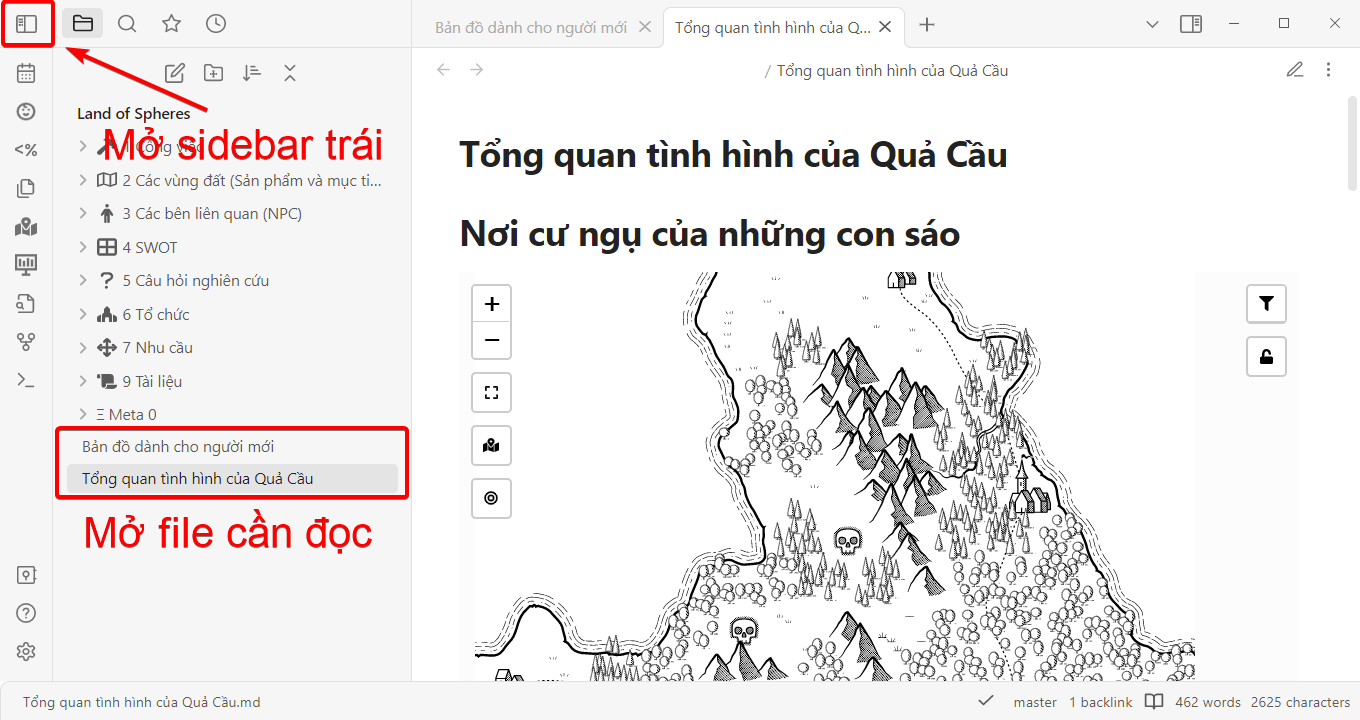 Bản đồ dành cho người mới
Tổng quan tình hình của Q...
/ Tổng quan tình hình của Quả Cầu
<%
Land of Spheres
Mở sidebar trái
1 Công việc
2 Các vùng đất (Sản phẩm và mục ti...
3 Các bên liên quan (NPC)
4 SWOT
5 Câu hỏi nghiên cứu
6 Tổ chức
7 Nhu cầu
9 Tài liệu
Ξ Meta 0
Bản đồ dành cho người mới
Tổng quan tình hình của Quả Cầu
Mở file cần đọc
Tổng quan tình hình của Quả Cầu
Nơi cư ngụ của những con sáo
Tổng quan tình hình của Quả Cầu.md
master 1 backlink 462 words 2625 characters